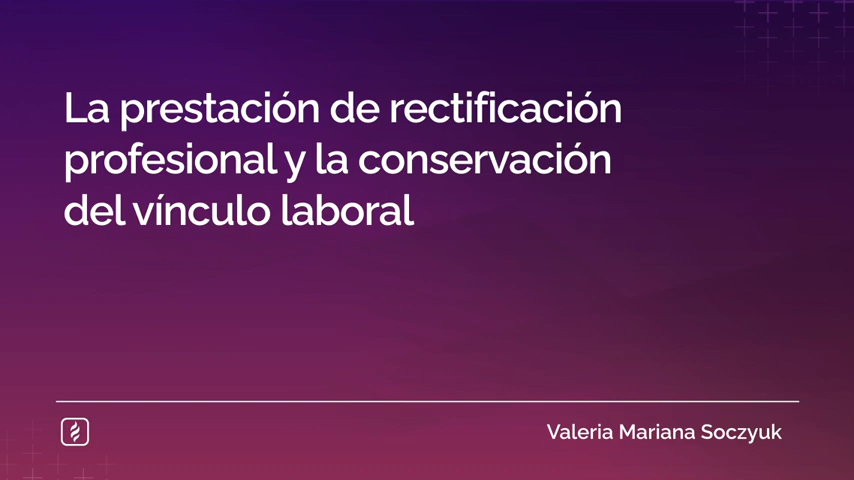 La prestación de rectificación
profesional y la conservación
del vínculo laboral
Valeria Mariana Soczyuk